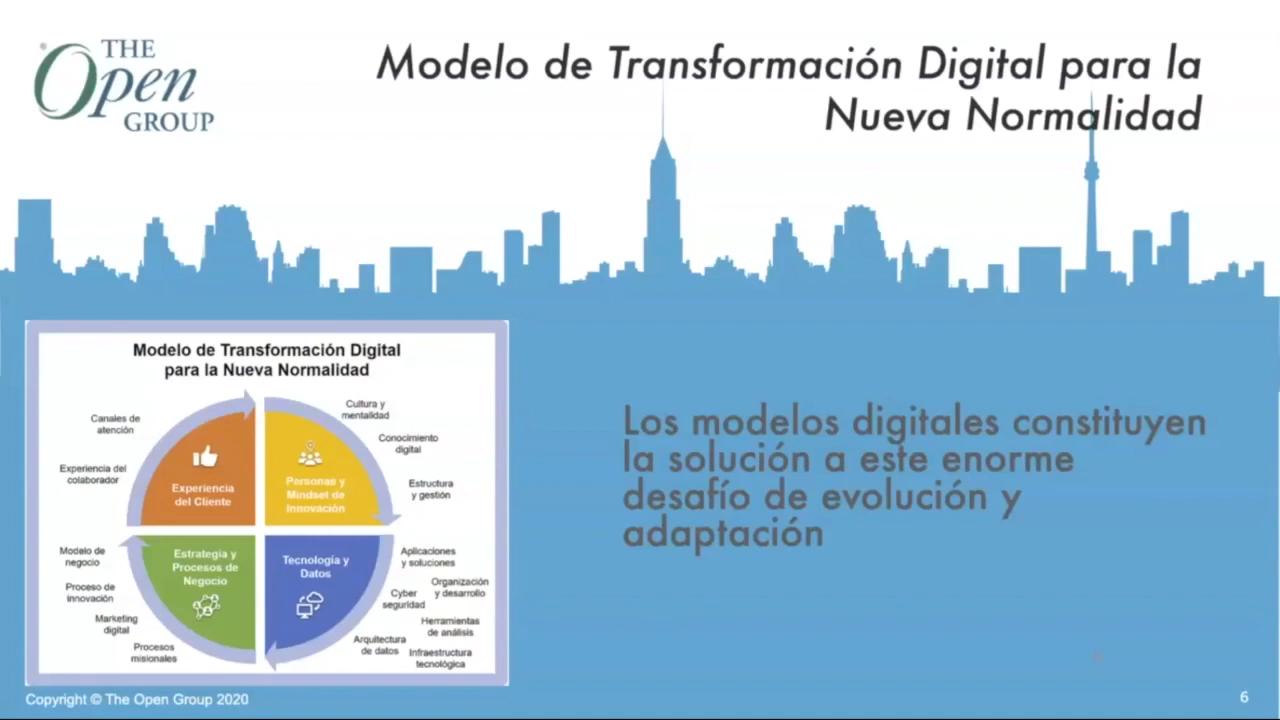 THE
Open
GROUP
Modelo de Transformación Digital para la
Nueva Normalidad
Modelo de Transformación Digital
para la Nueva Normalidad
Canales de
atención
Experiencia del
colaborador
Experiencia
del Cliente
Cultura y
mentalidad
Conocimiento
digital
Estructura
y gestión
Personas y
Mindset de
Innovación
Modelo de
negocio
Proceso de
innovación
Marketing
digital
Procesos
misionales
Estrategia y
Procesos de
Negocio
Tecnología y
Datos
Aplicaciones
y soluciones
Organización
y desarrollo
Cyber
seguridad
Herramientas
de análisis
Arquitectura
de datos
Infraestructura
tecnológica
Los modelos digitales constituyen
la solución a este enorme
desafío de evolución y
adaptación
Copyright © The Open Group 2020
6